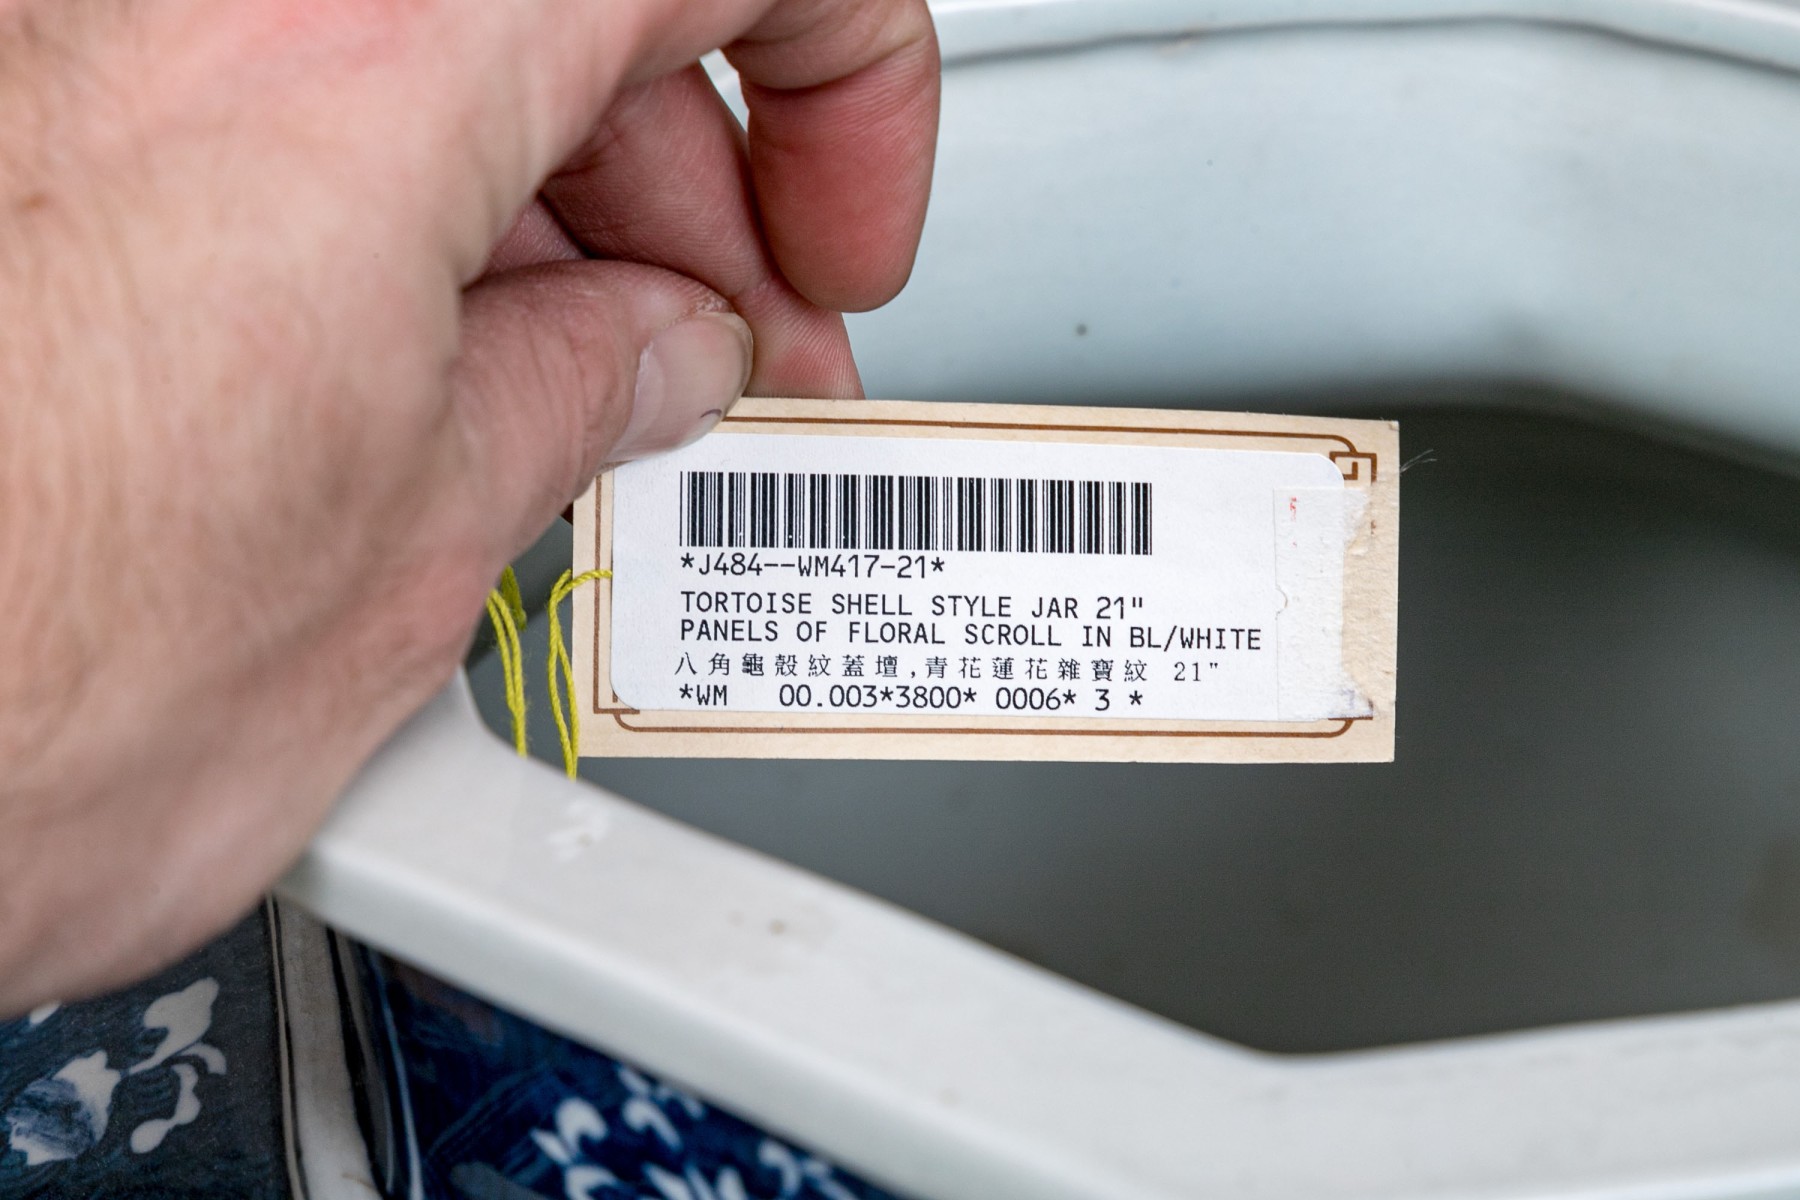 *J484--WM417-21*
TORTOISE SHELL STYLE JAR 21"
PANELS OF FLORAL SCROLL IN BL/WHITE
八角龜殼紋蓋壇,青花蓮花雜寶紋 21"
*WM 00.003*3800* 0006* 3 *